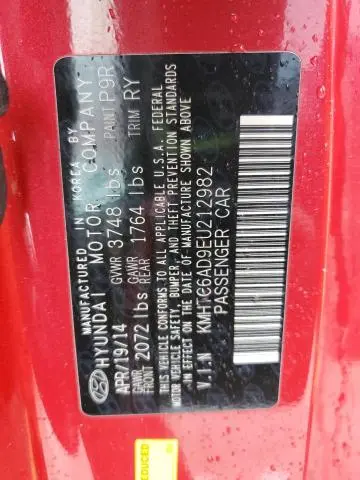 MANUFACTURED IN KOREA BY
HYUNDAI MOTOR COMPANY
APR/19/14 GVWR 3748 lbs PAINT P9R
GAWR FRONT 2072 lbs GAWR REAR 1764 lbs TRIM RY
THIS VEHICLE CONFORMS TO ALL APPLICABLE U.S.A. FEDERAL
MOTOR VEHICLE SAFETY, BUMPER, AND THEFT PREVENTION
STANDARDS IN EFFECT ON THE DATE OF MANUFACTURE SHOWN ABOVE
V.I.N KMHTC6AD9EU212982
PASSENGER CAR
REDUCED